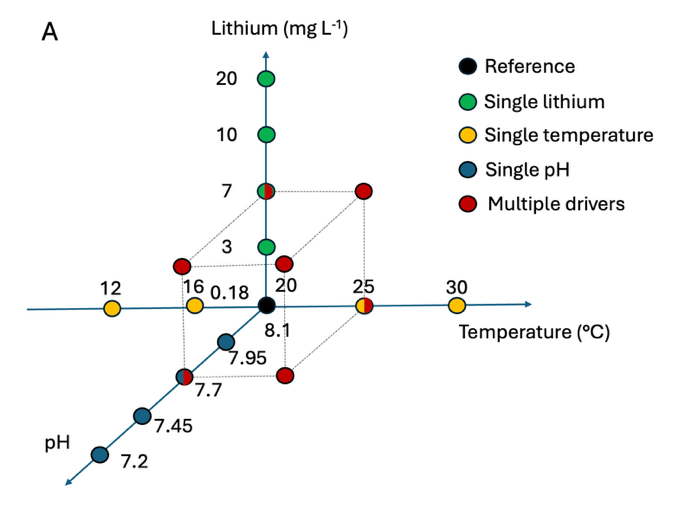 A
Lithium (mg L⁻¹)
20
10
7
3
12
16
0.18
20
25
30
8.1
Temperature (°C)
7.95
7.7
7.45
pH
7.2
Reference
Single lithium
Single temperature
Single pH
Multiple drivers